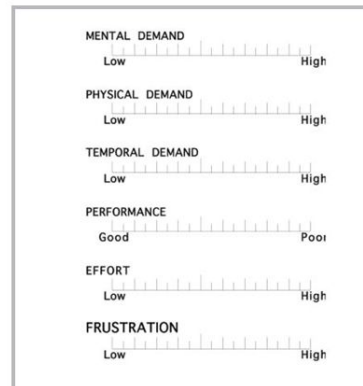 MENTAL DEMAND
Low High
PHYSICAL DEMAND
Low High
TEMPORAL DEMAND
Low High
PERFORMANCE
Good Poor
EFFORT
Low High
FRUSTRATION
Low High